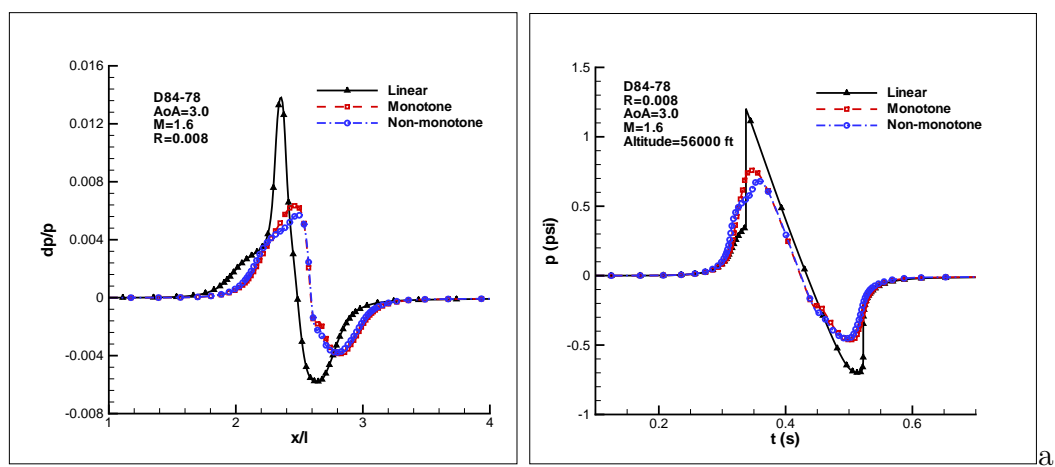 0.016
0.012
0.008
0.004
0
-0.004
-0.008
dp/p
D84-78
AoA=3.0
M=1.6
R=0.008
Linear
Monotone
Non-monotone
1
2
3
4
x/l
1.5
1
0.5
0
-0.5
-1
p (psi)
D84-78
R=0.008
AoA=3.0
M=1.6
Altitude=56000 ft
Linear
Monotone
Non-monotone
0.2
0.4
0.6
t (s)
a